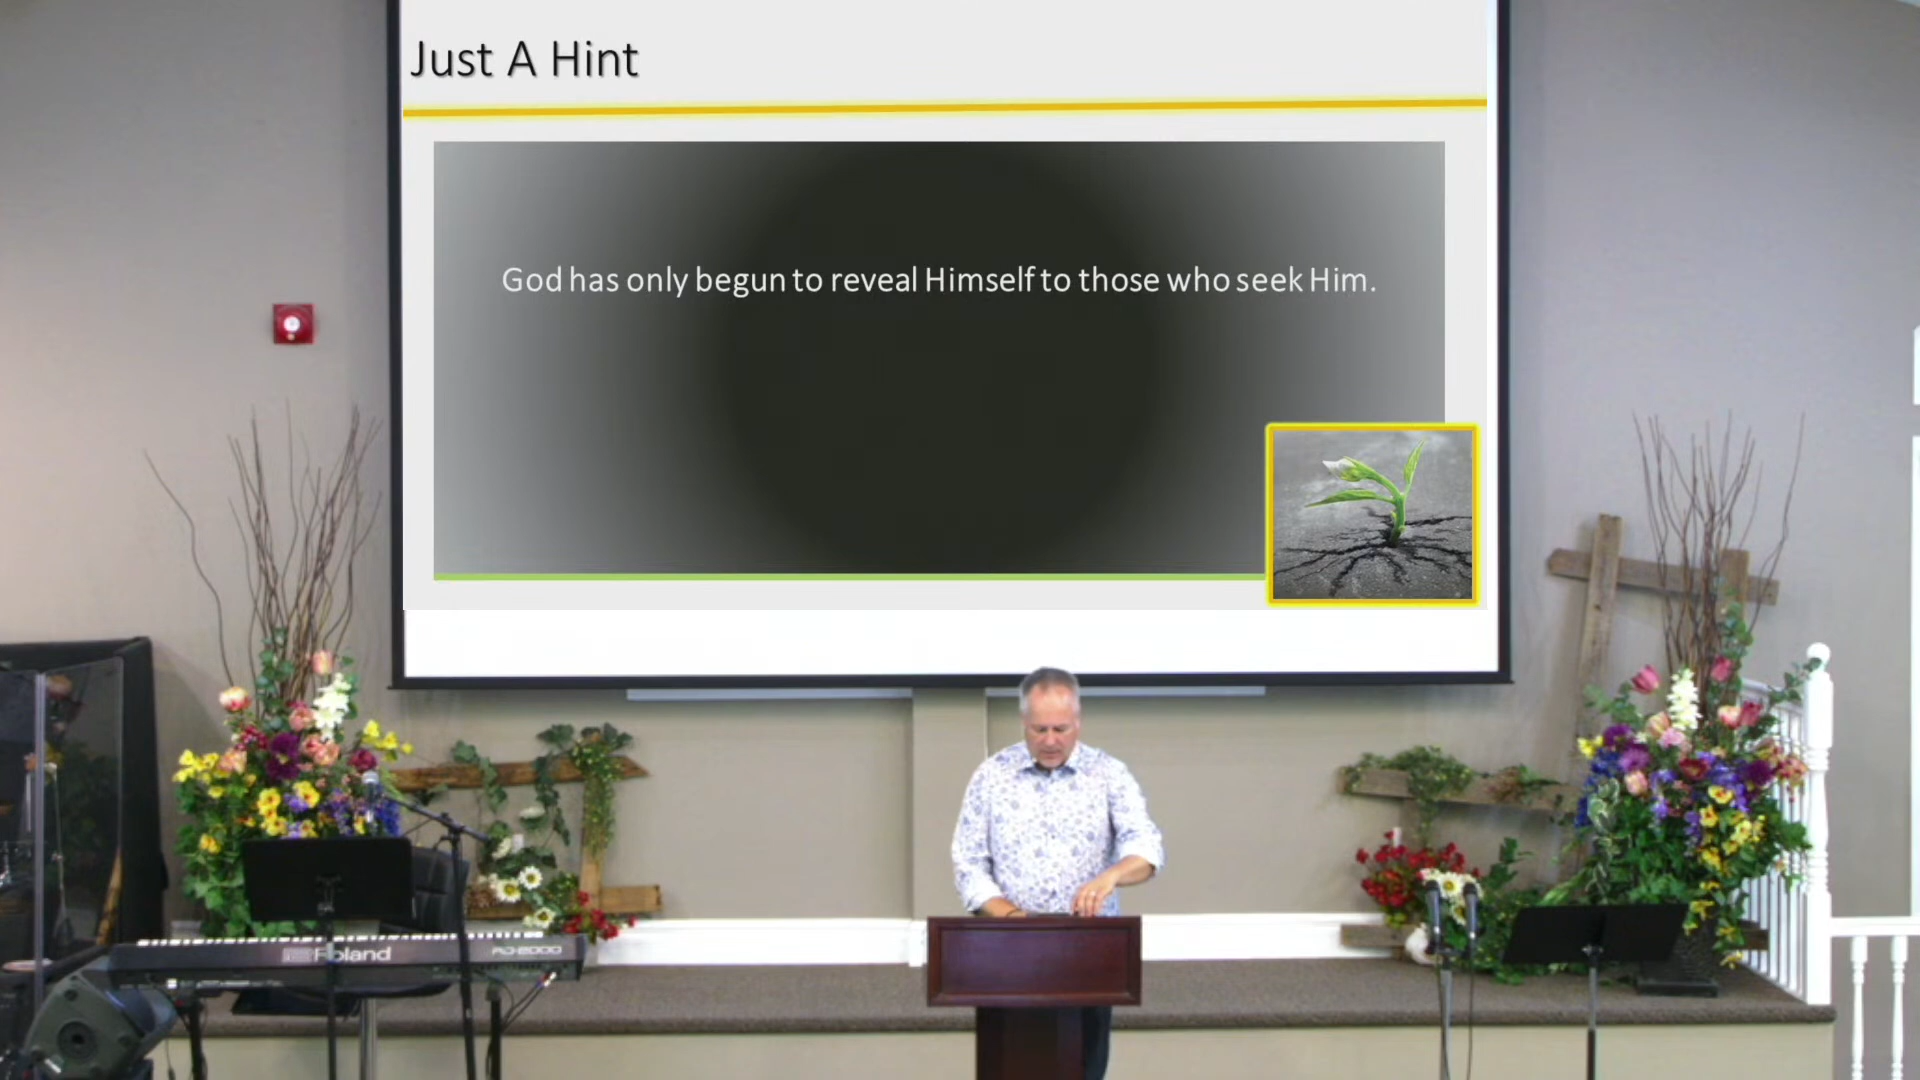 Just A Hint
God has only begun to reveal Himself to those who seek Him.
Roland